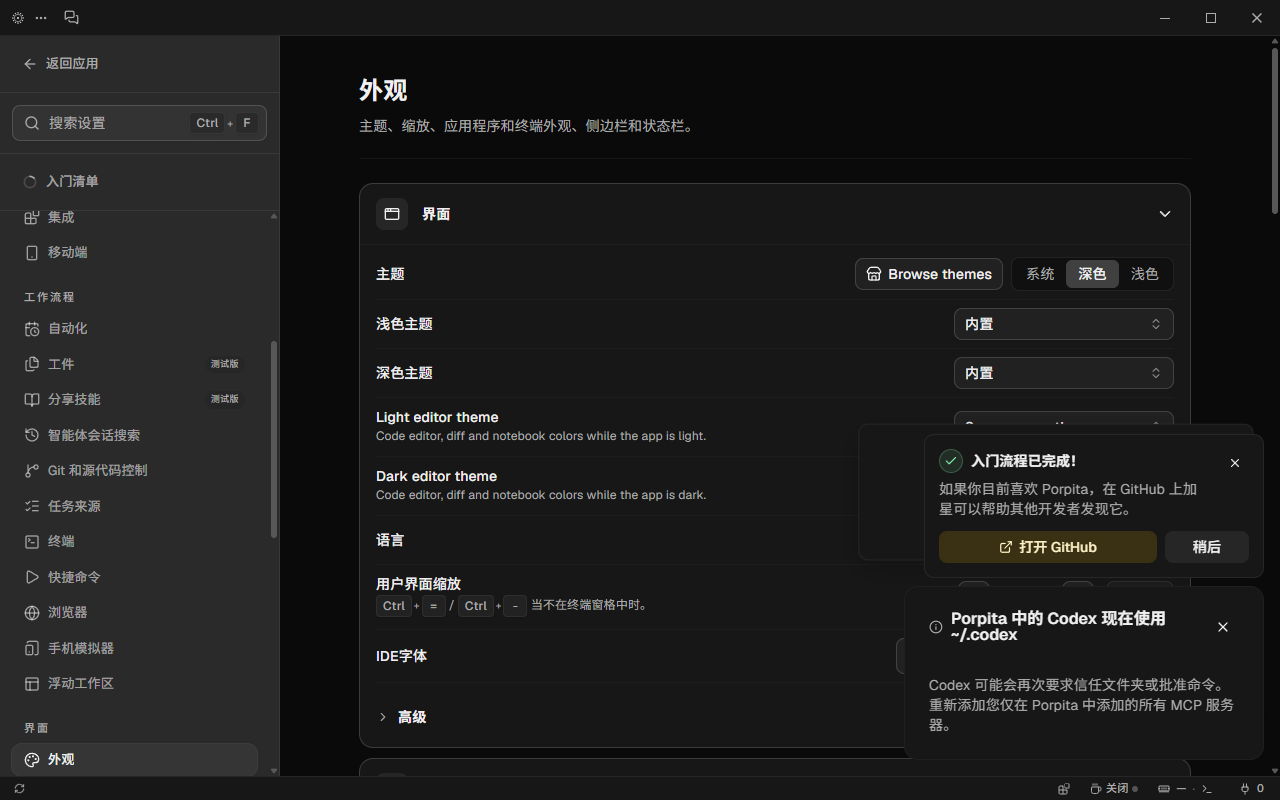 返回应用
搜索设置 Ctrl + F
入门清单
集成
移动端
工作流程
自动化
工件 测试版
分享技能 测试版
智能体会话搜索
Git 和源代码控制
任务来源
终端
快捷命令
浏览器
手机模拟器
浮动工作区
界面
外观
外观
主题、缩放、应用程序和终端外观、侧边栏和状态栏。
界面
主题 Browse themes 系统 深色 浅色
浅色主题 内置
深色主题 内置
Light editor theme
Code editor, diff and notebook colors while the app is light.
Dark editor theme
Code editor, diff and notebook colors while the app is dark.
语言
用户界面缩放
Ctrl + = / Ctrl + - 当不在终端窗格中时。
IDE字体
高级
入门流程已完成！
如果你目前喜欢 Porpita，在 GitHub 上加
星可以帮助其他开发者发现它。
打开 GitHub 稍后
Porpita 中的 Codex 现在使用
~/.codex
Codex 可能会再次要求信任文件夹或批准命令。
重新添加您仅在 Porpita 中添加的所有 MCP 服务
器。
关闭 — · 0